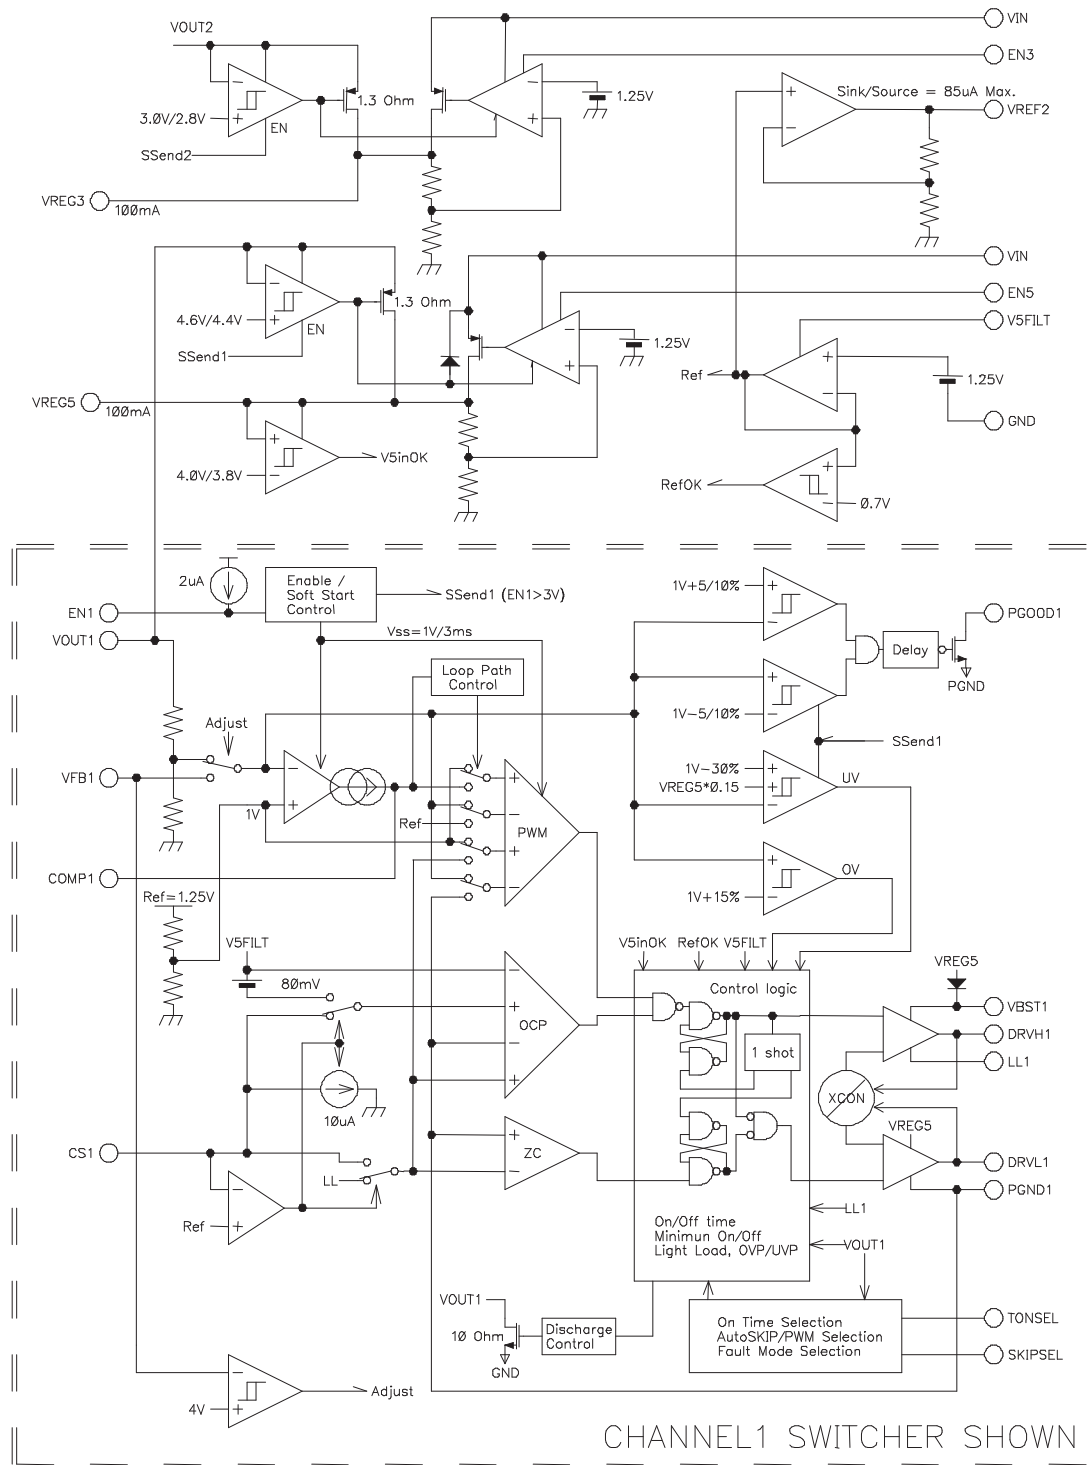 VOUT2
VIN
EN3
1.3 Ohm
1.25V
Sink/Source = 85uA Max.
VREF2
3.0V/2.8V
EN
SSend2
VREG3
100mA
VIN
EN5
1.3 Ohm
4.6V/4.4V
EN
V5FILT
SSend1
1.25V
Ref
1.25V
VREG5
100mA
GND
V5inOK
4.0V/3.8V
RefOK
0.7V
2uA
Enable /
Soft Start
Control
SSend1 (EN1>3V)
1V+5/10%
EN1
PGOOD1
VOUT1
Vss=1V/3ms
Delay
Loop Path
Control
PGND
1V-5/10%
Adjust
SSend1
VFB1
1V-30%
UV
VREG5*0.15
1V
Ref
PWM
COMP1
OV
Ref=1.25V
1V+15%
V5FILT
V5inOK
RefOK
V5FILT
VREG5
80mV
Control logic
VBST1
OCP
DRVH1
1 shot
LL1
XCON
10uA
VREG5
CS1
ZC
DRVL1
LL
PGND1
Ref
LL1
On/Off time
Minimun On/Off
Light Load, OVP/UVP
VOUT1
VOUT1
TONSEL
10 Ohm
Discharge
Control
On Time Selection
AutoSKIP/PWM Selection
Fault Mode Selection
SKIPSEL
GND
Adjust
4V
CHANNEL1 SWITCHER SHOWN